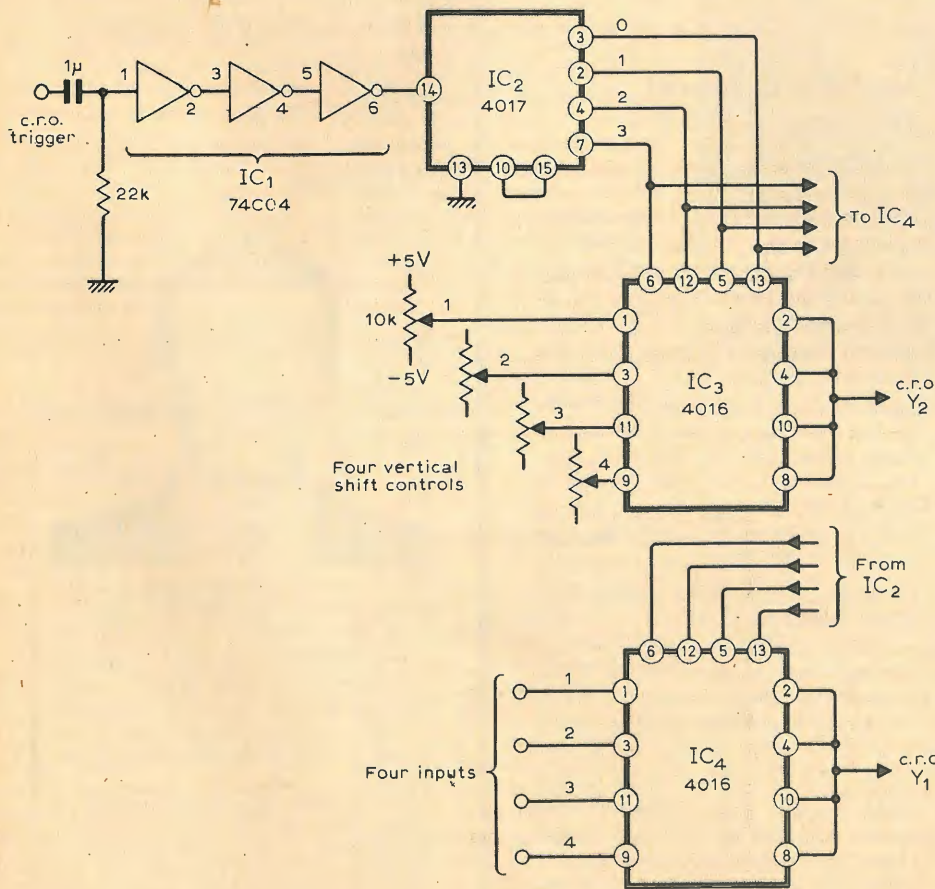 1μ
c.r.o.
trigger
22k
1
2
3
4
5
6
IC1
74C04
14
IC2
4017
3
2
4
7
13
10
15
0
1
2
3
To IC4
+5V
10k
-5V
1
2
3
4
Four vertical
shift controls
6
12
5
13
1
3
11
9
IC3
4016
2
4
10
8
c.r.o.
Y2
From
IC2
6
12
5
13
Four inputs
1
2
3
4
1
3
11
9
IC4
4016
2
4
10
8
c.r.o
Y1